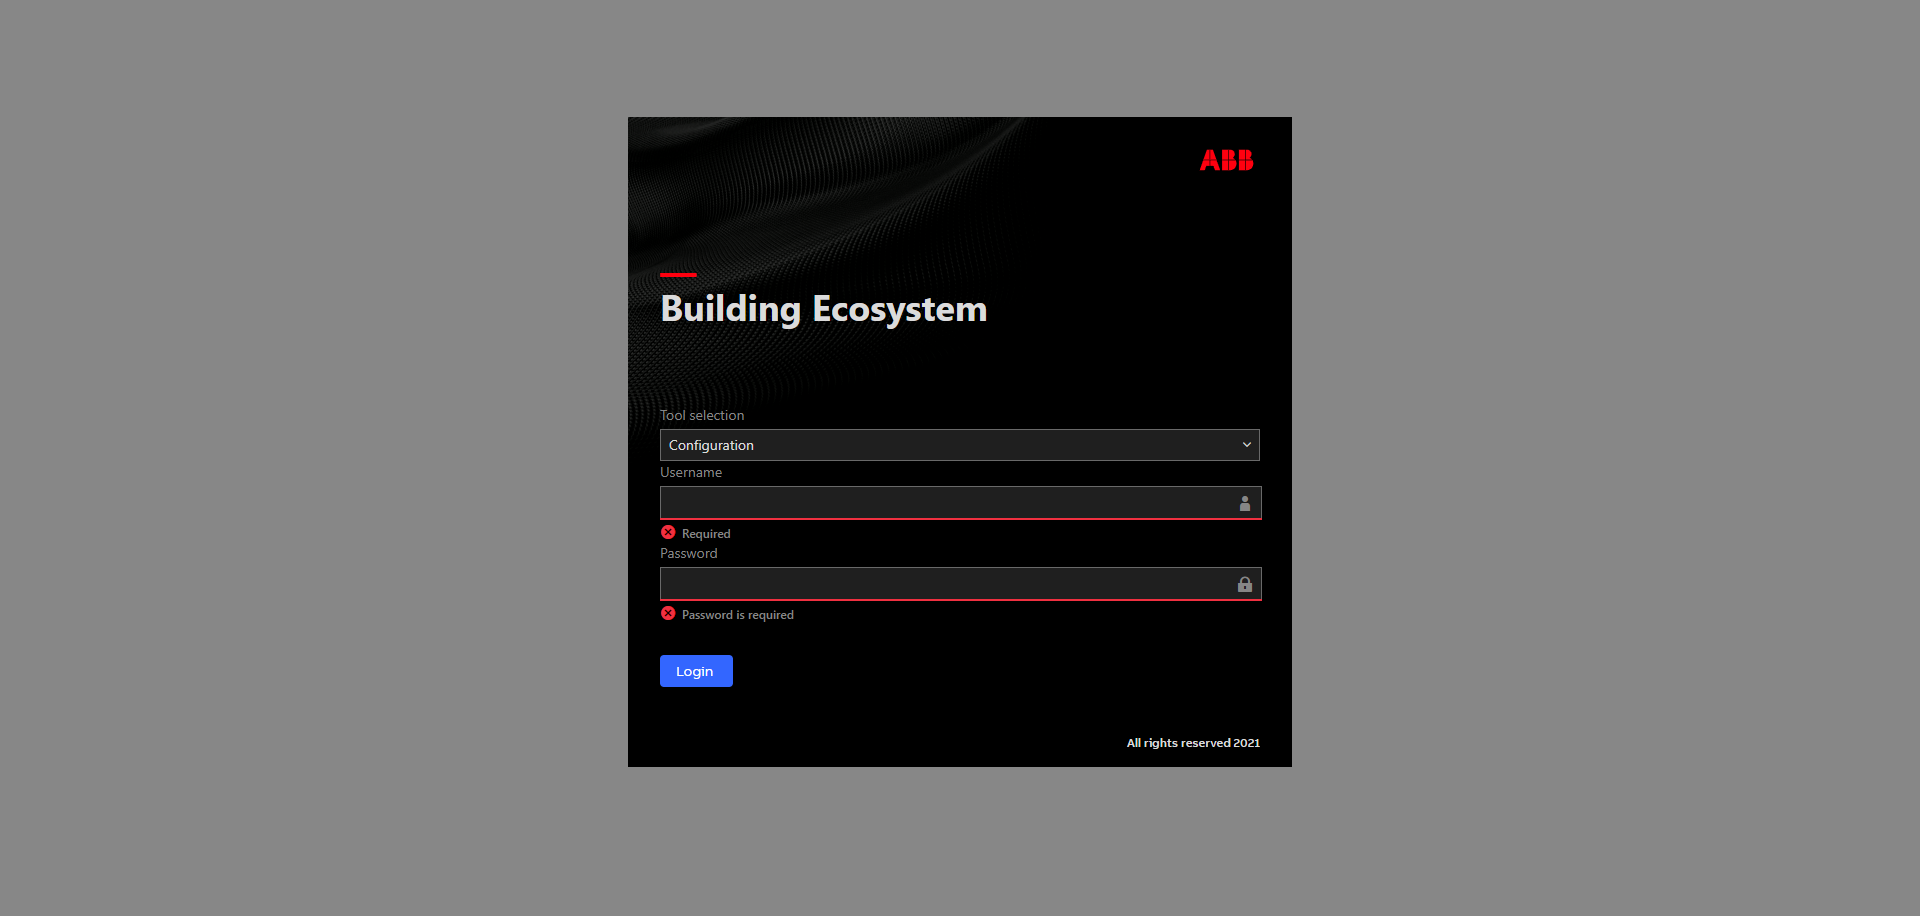 ABB
Building Ecosystem
Tool selection
Configuration
Username
Required
Password
Password is required
Login
All rights reserved 2021